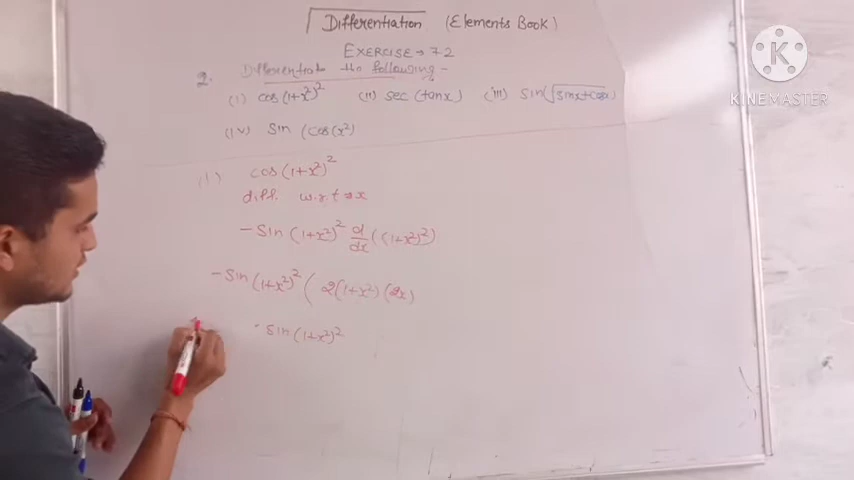 Differentiation (Elements Book)
EXERCISE → 7.2
2. Differentiate the following -
(i) cos(1+x²)² (ii) sec(tanx) (iii) sin(√sinx+cosx)
(iv) sin(cos(x²)
(i) cos(1+x²)²
diff. w.r.t → x
-sin(1+x²)² d/dx((1+x²)²)
-sin(1+x²)²(2(1+x²)(2x)
· sin(1+x²)²
K
KINEMASTER